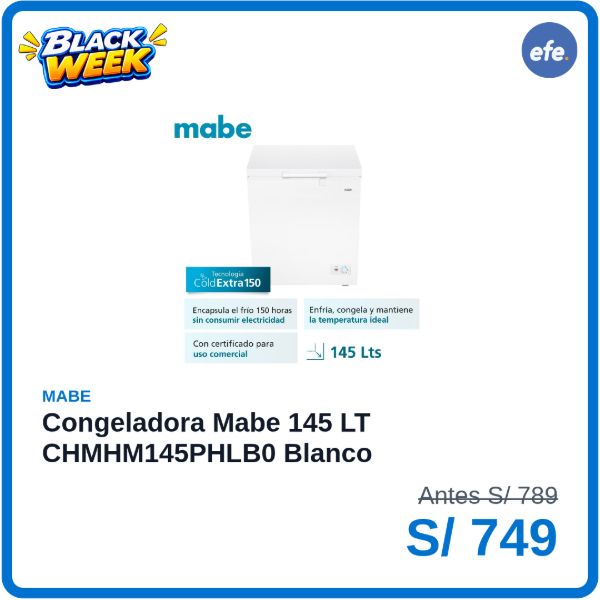 BLACK
WEEK
efe.
mabe
Tecnología
ColdExtra150
Encapsula el frío 150 horas
sin consumir electricidad
Enfría, congela y mantiene
la temperatura ideal
Con certificado para
uso comercial
145 Lts
MABE
Congeladora Mabe 145 LT
CHMHM145PHLB0 Blanco
Antes S/ 789
S/ 749